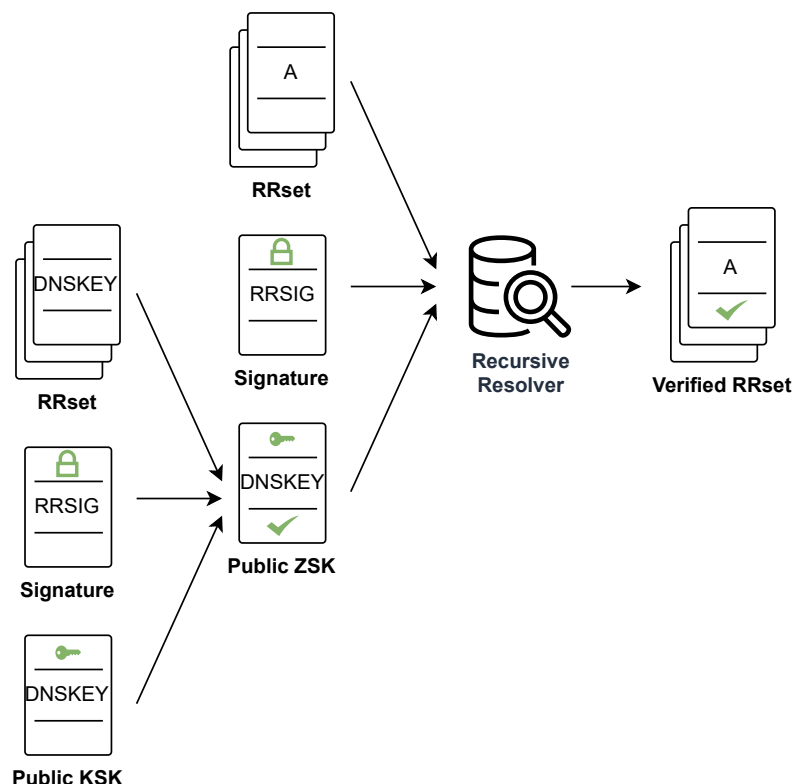 A
RRset
DNSKEY
RRset
RRSIG
Signature
RRSIG
Signature
DNSKEY
Public ZSK
DNSKEY
Public KSK
Recursive
Resolver
A
Verified RRset